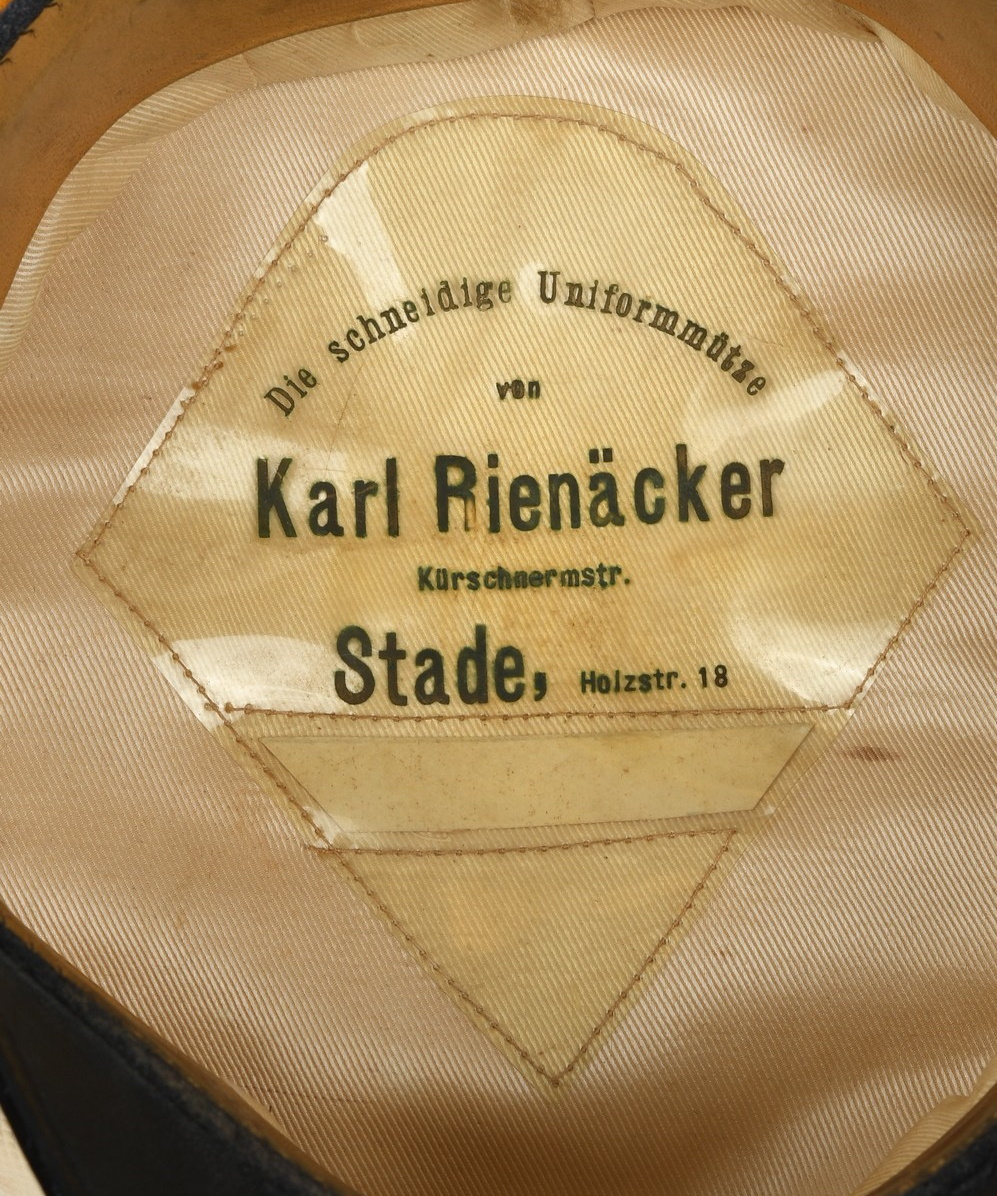 Die schneidige Uniformmütze
von
Karl Rienäcker
Kürschnermstr.
Stade, Holzstr. 18